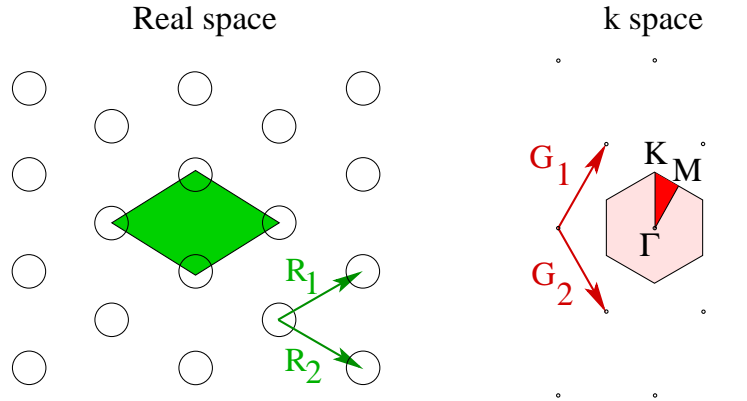 Real space
k space
G1
K
M
Γ
R1
G2
R2